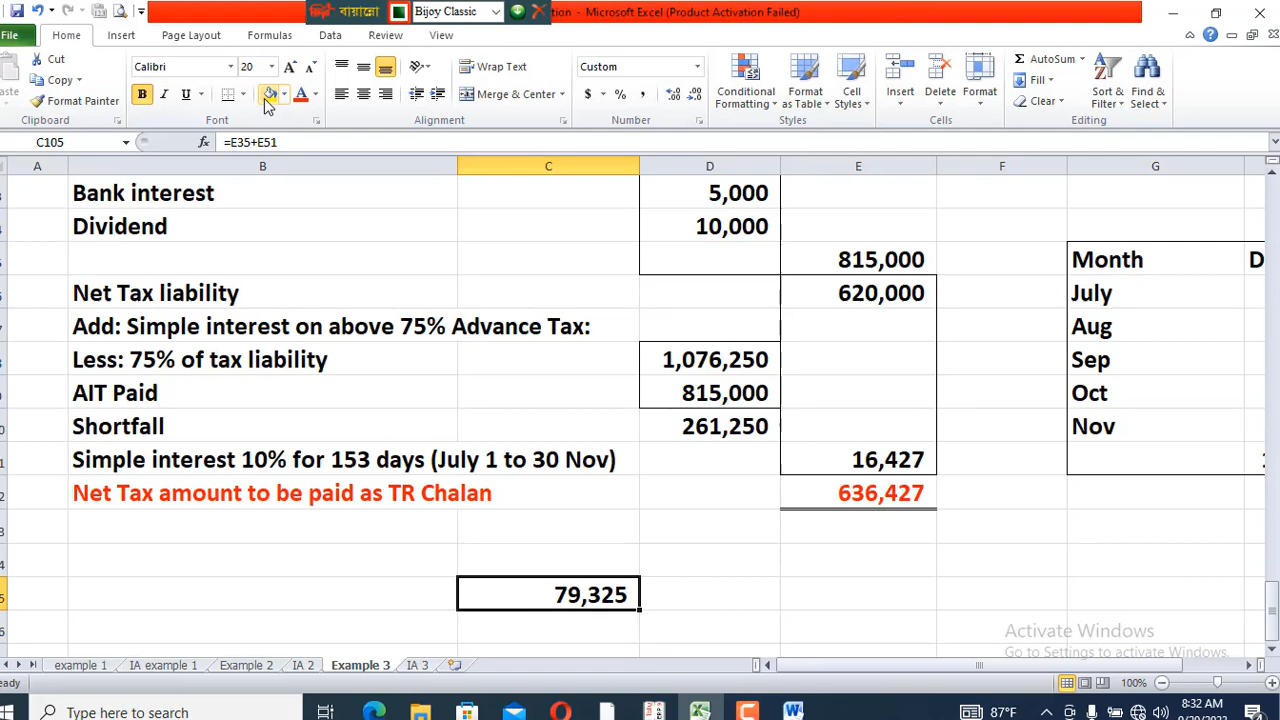 বায়ান্নো Bijoy Classic tion - Microsoft Excel (Product Activation Failed)
File Home Insert Page Layout Formulas Data Review View
Cut
Copy
Format Painter
Clipboard
Calibri 20
B I U
Font
Wrap Text
Merge & Center
Alignment
Custom
$ % ,
Number
Conditional Formatting
Format as Table
Cell Styles
Styles
Insert Delete Format
Cells
AutoSum
Fill
Clear
Sort & Filter
Find & Select
Editing
C105 fx =E35+E51
A B C D E F G
Bank interest 5,000
Dividend 10,000
815,000 Month D
Net Tax liability 620,000 July
Add: Simple interest on above 75% Advance Tax: Aug
Less: 75% of tax liability 1,076,250 Sep
AIT Paid 815,000 Oct
Shortfall 261,250 Nov
Simple interest 10% for 153 days (July 1 to 30 Nov) 16,427
Net Tax amount to be paid as TR Chalan 636,427
79,325
Activate Windows
Go to Settings to activate Windows.
example 1 IA example 1 Example 2 IA 2 Example 3 IA 3
eady 100%
Type here to search 87°F 8:32 AM